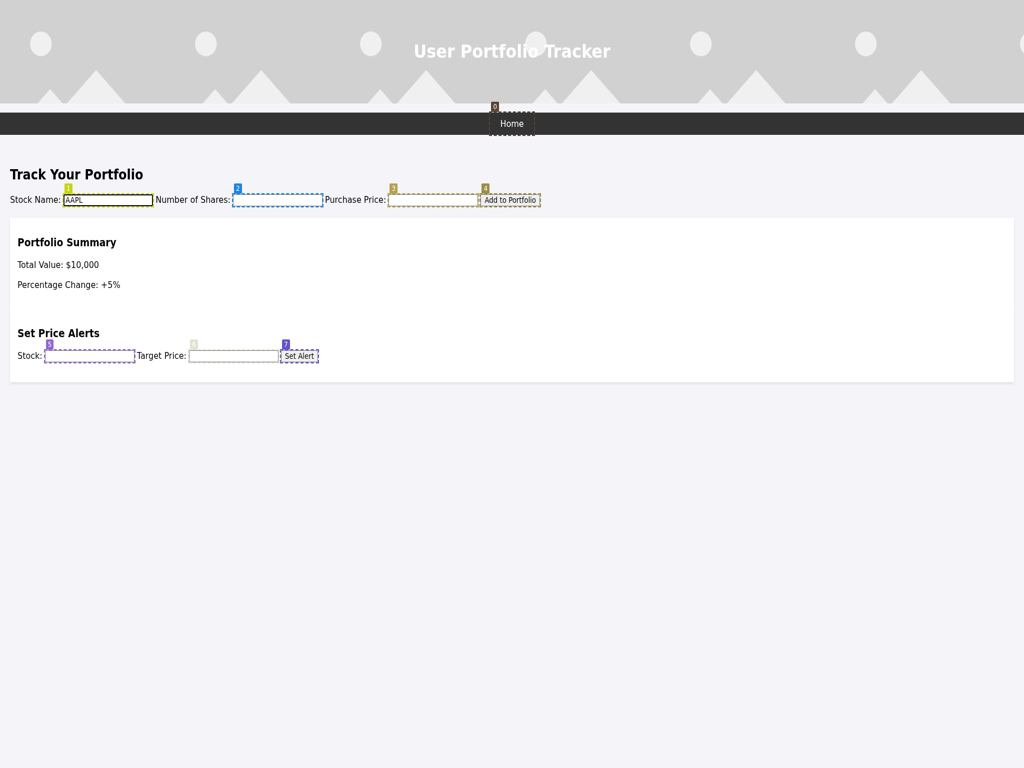 User Portfolio Tracker
0
Home
Track Your Portfolio
1 2 3 4
Stock Name: AAPL Number of Shares: Purchase Price: Add to Portfolio
Portfolio Summary
Total Value: $10,000
Percentage Change: +5%
Set Price Alerts
5 6 7
Stock: Target Price: Set Alert